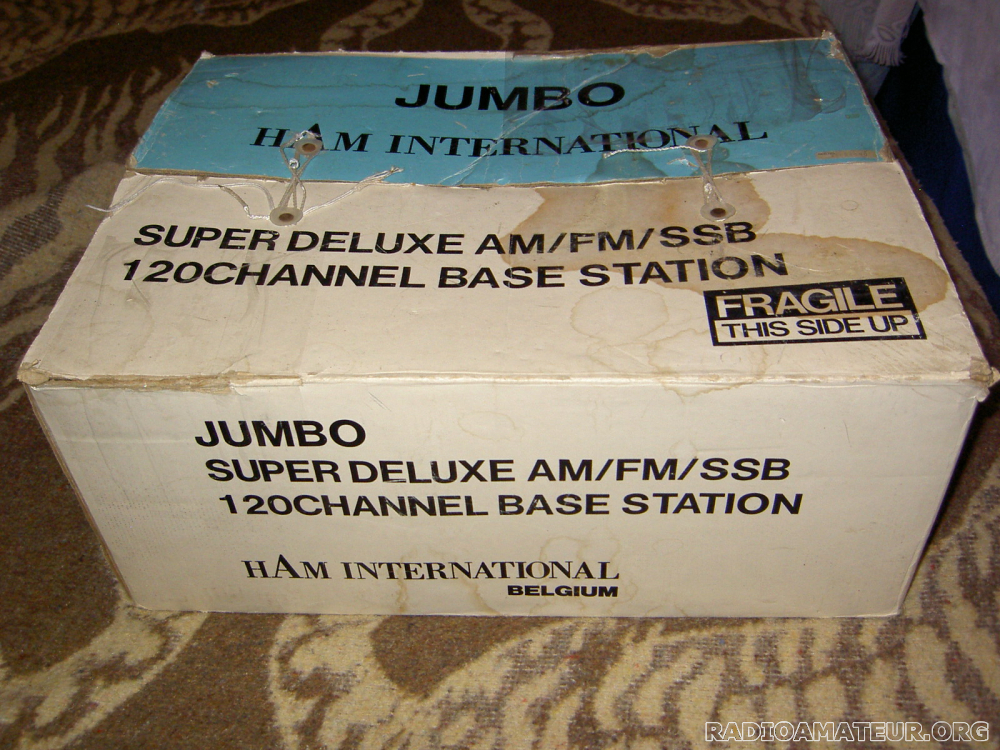 JUMBO
HAM INTERNATIONAL
SUPER DELUXE AM/FM/SSB
120CHANNEL BASE STATION
FRAGILE
THIS SIDE UP
JUMBO
SUPER DELUXE AM/FM/SSB
120CHANNEL BASE STATION
HAM INTERNATIONAL
BELGIUM
RADIOAMATEUR.ORG